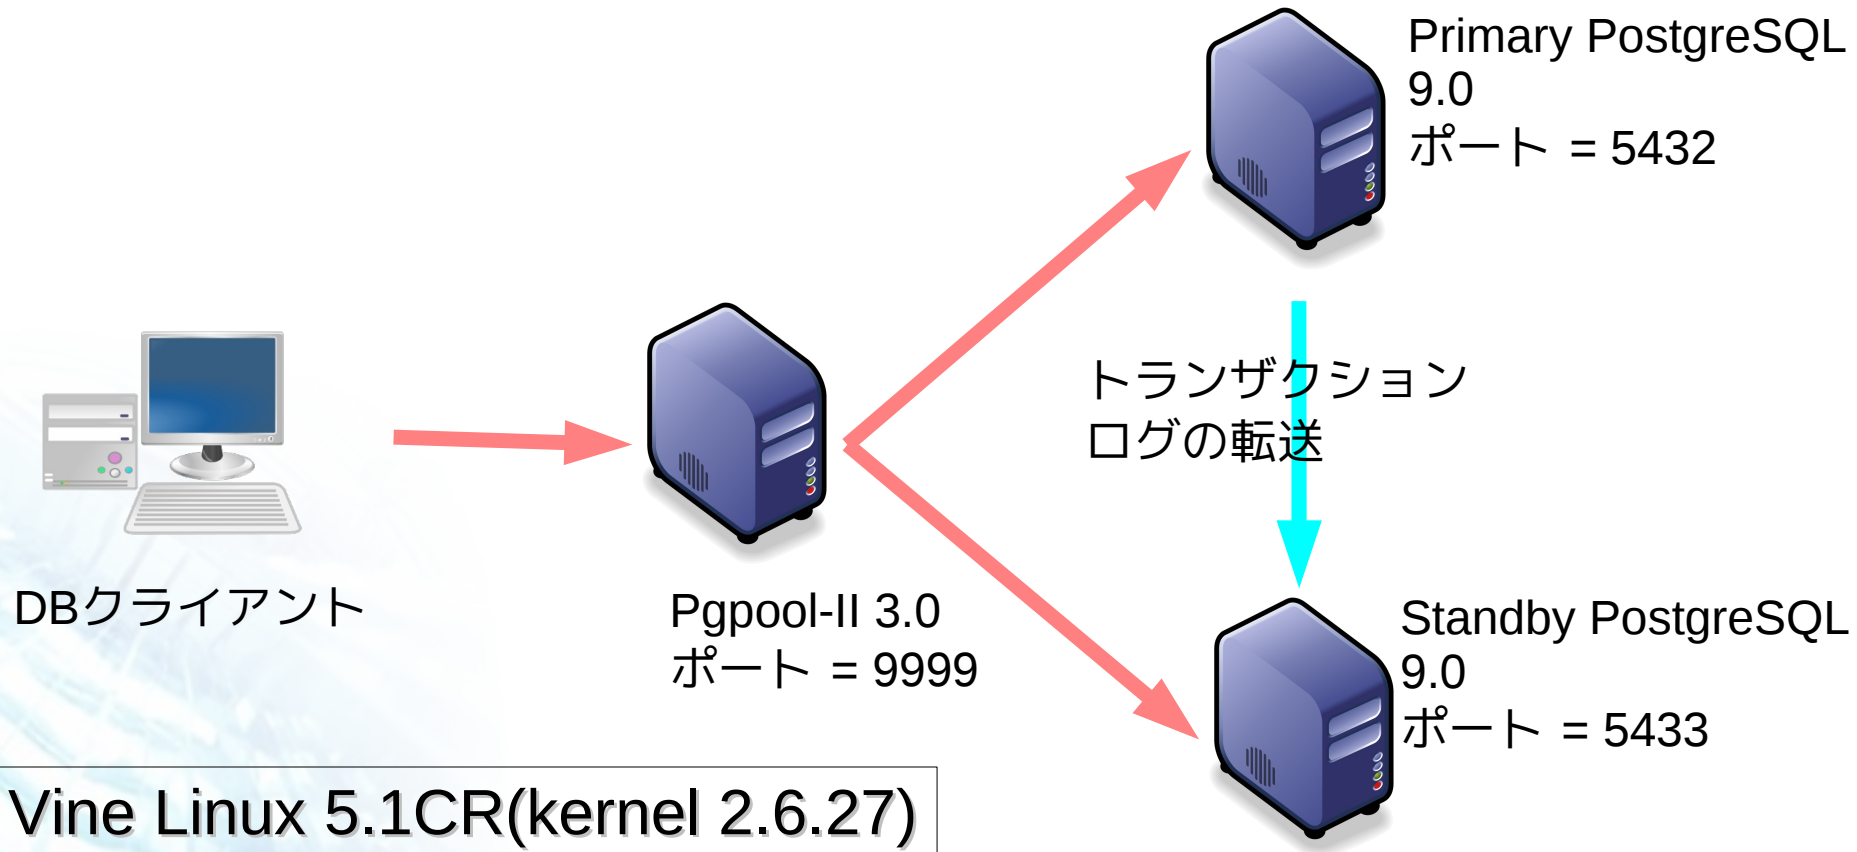 Primary PostgreSQL
9.0
ポート = 5432
トランザクション
ログの転送
DBクライアント
Pgpool-II 3.0
ポート = 9999
Standby PostgreSQL
9.0
ポート = 5433
Vine Linux 5.1CR(kernel 2.6.27)